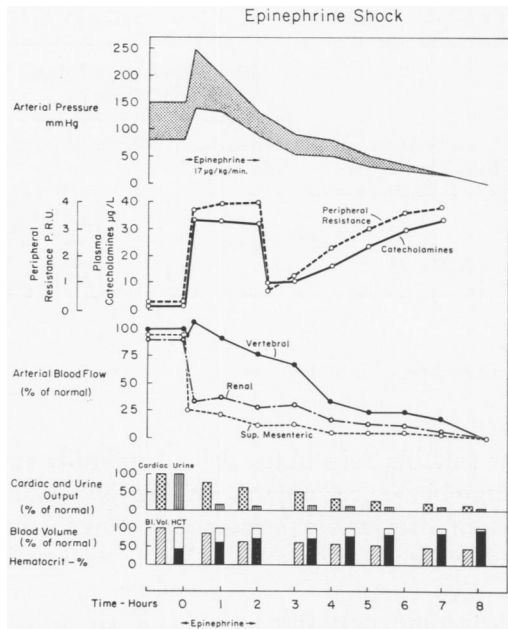 Epinephrine Shock
250
200
Arterial Pressure
mm Hg
150
100
50
0
Epinephrine
17 µg/kg/min.
Peripheral
Resistance P. R. U.
4
3
2
1
0
Plasma
Catecholamines µg/L
40
30
20
10
0
Peripheral
Resistance
Catecholamines
Arterial Blood Flow
(% of normal)
100
75
50
25
0
Vertebral
Renal
Sup. Mesenteric
Cardiac and Urine
Output
(% of normal)
100
50
0
Cardiac Urine
Blood Volume
(% of normal)
Hematocrit - %
100
50
0
Bl. Vol. HCT
Time - Hours
0 1 2 3 4 5 6 7 8
Epinephrine